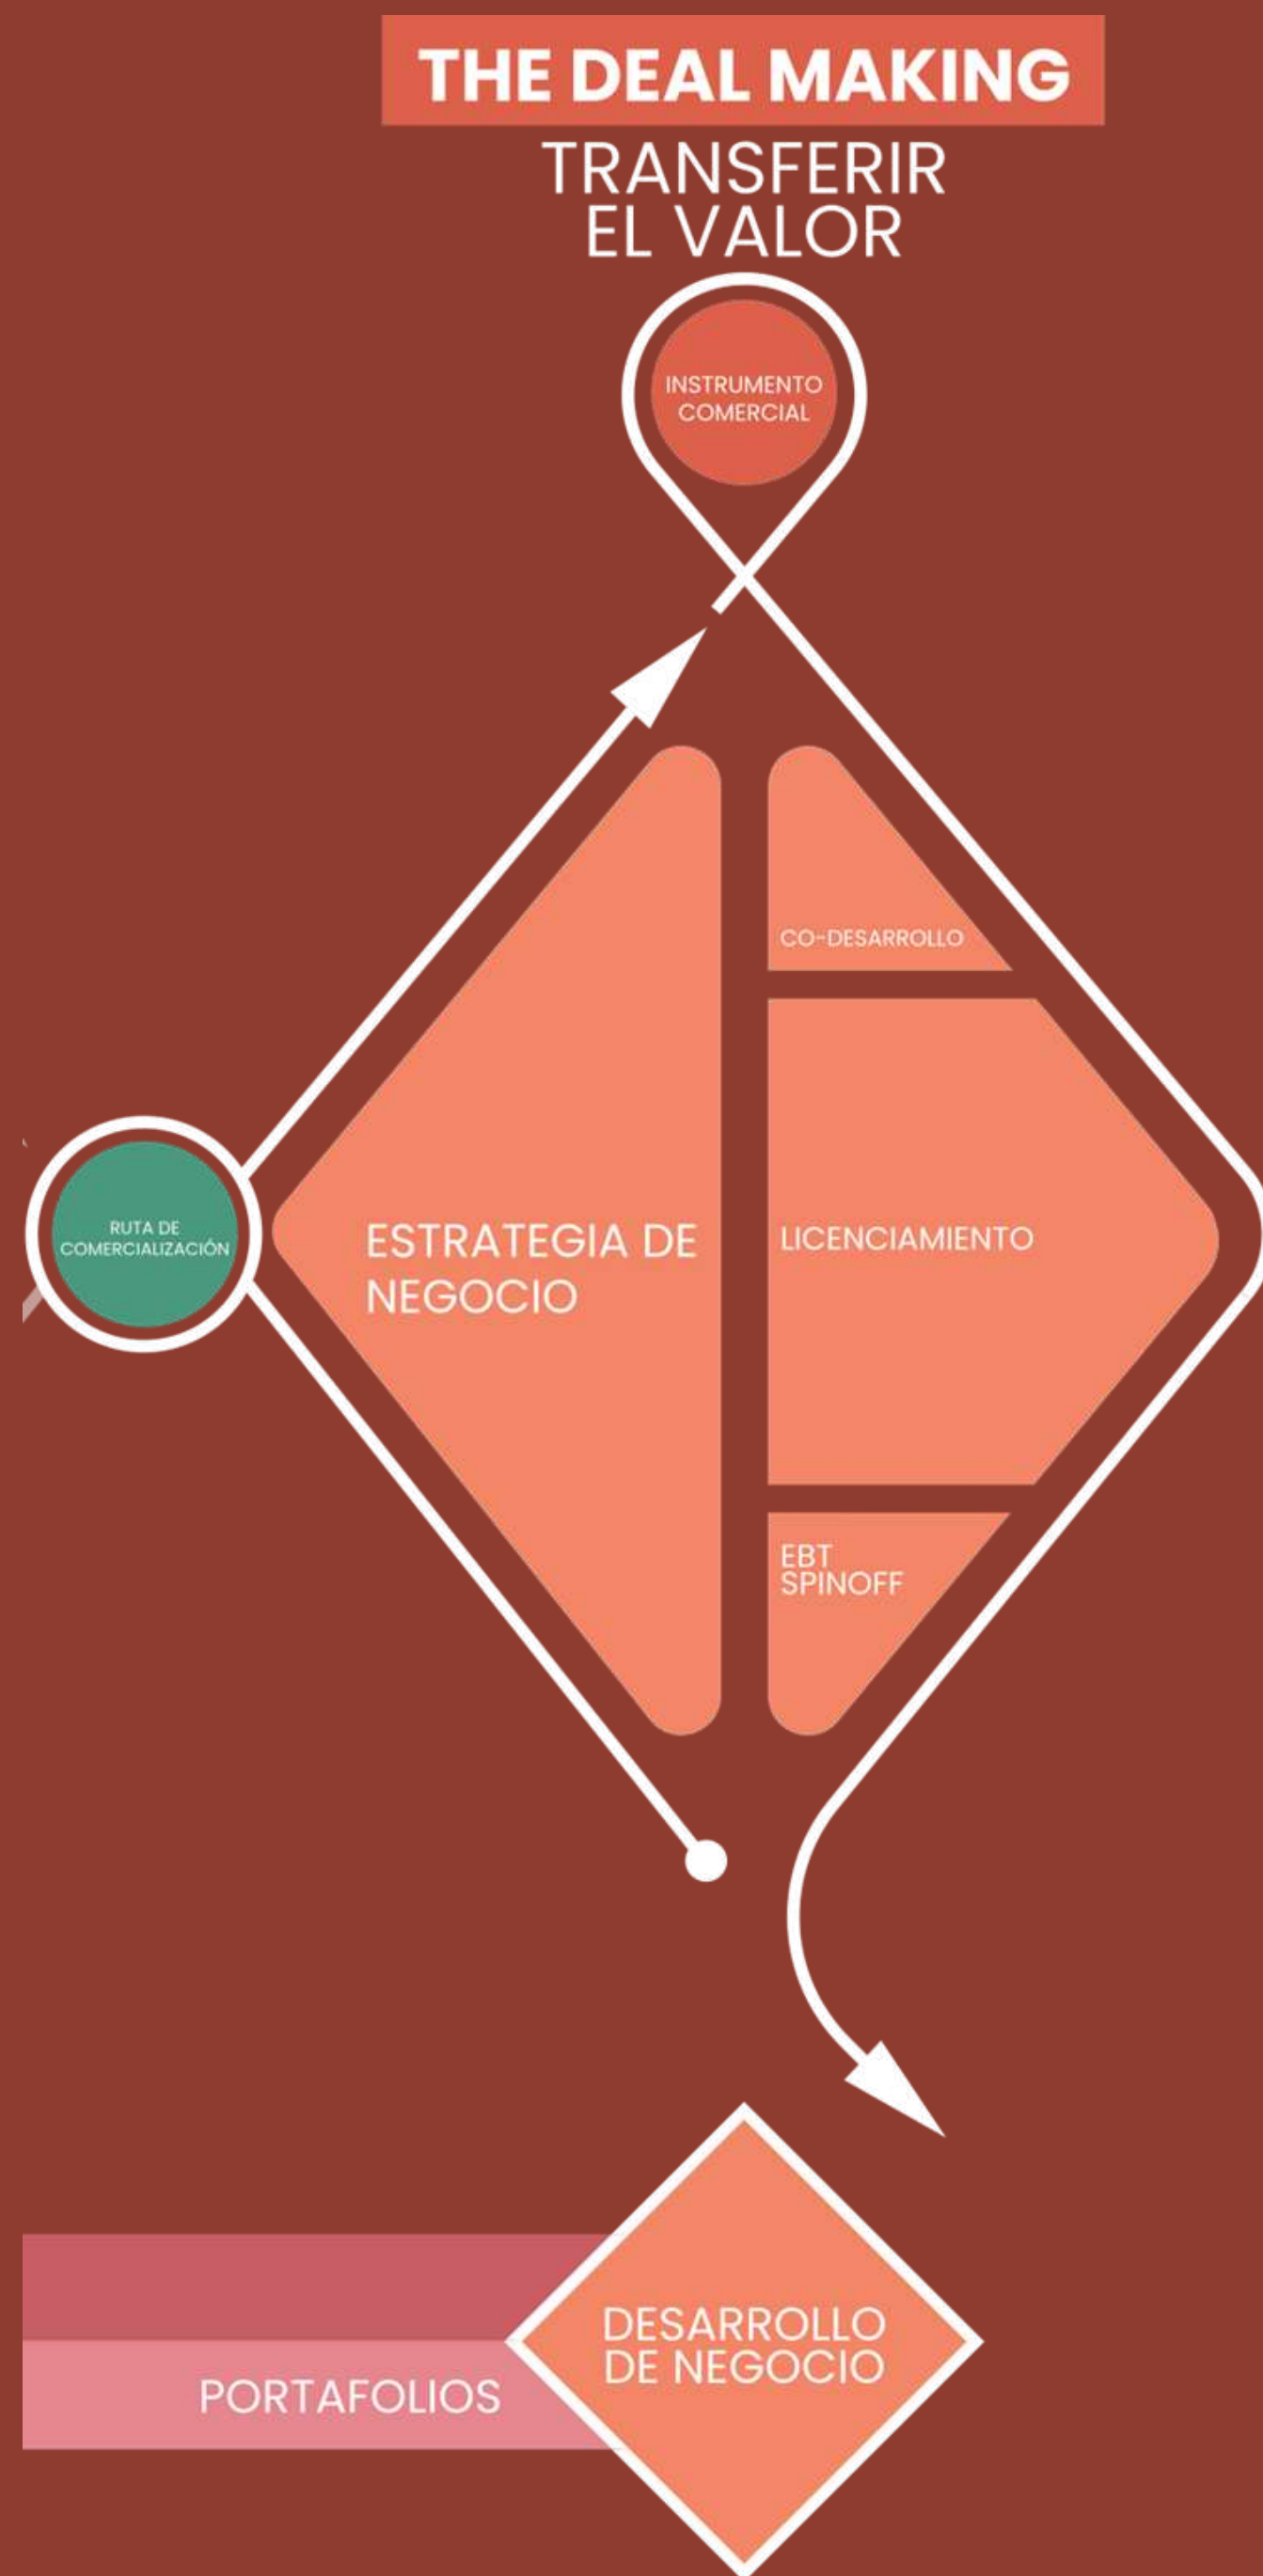 THE DEAL MAKING
TRANSFERIR
EL VALOR
INSTRUMENTO
COMERCIAL
CO-DESARROLLO
RUTA DE
COMERCIALIZACIÓN
ESTRATEGIA DE
NEGOCIO
LICENCIAMIENTO
EBT
SPINOFF
DESARROLLO
DE NEGOCIO
PORTAFOLIOS